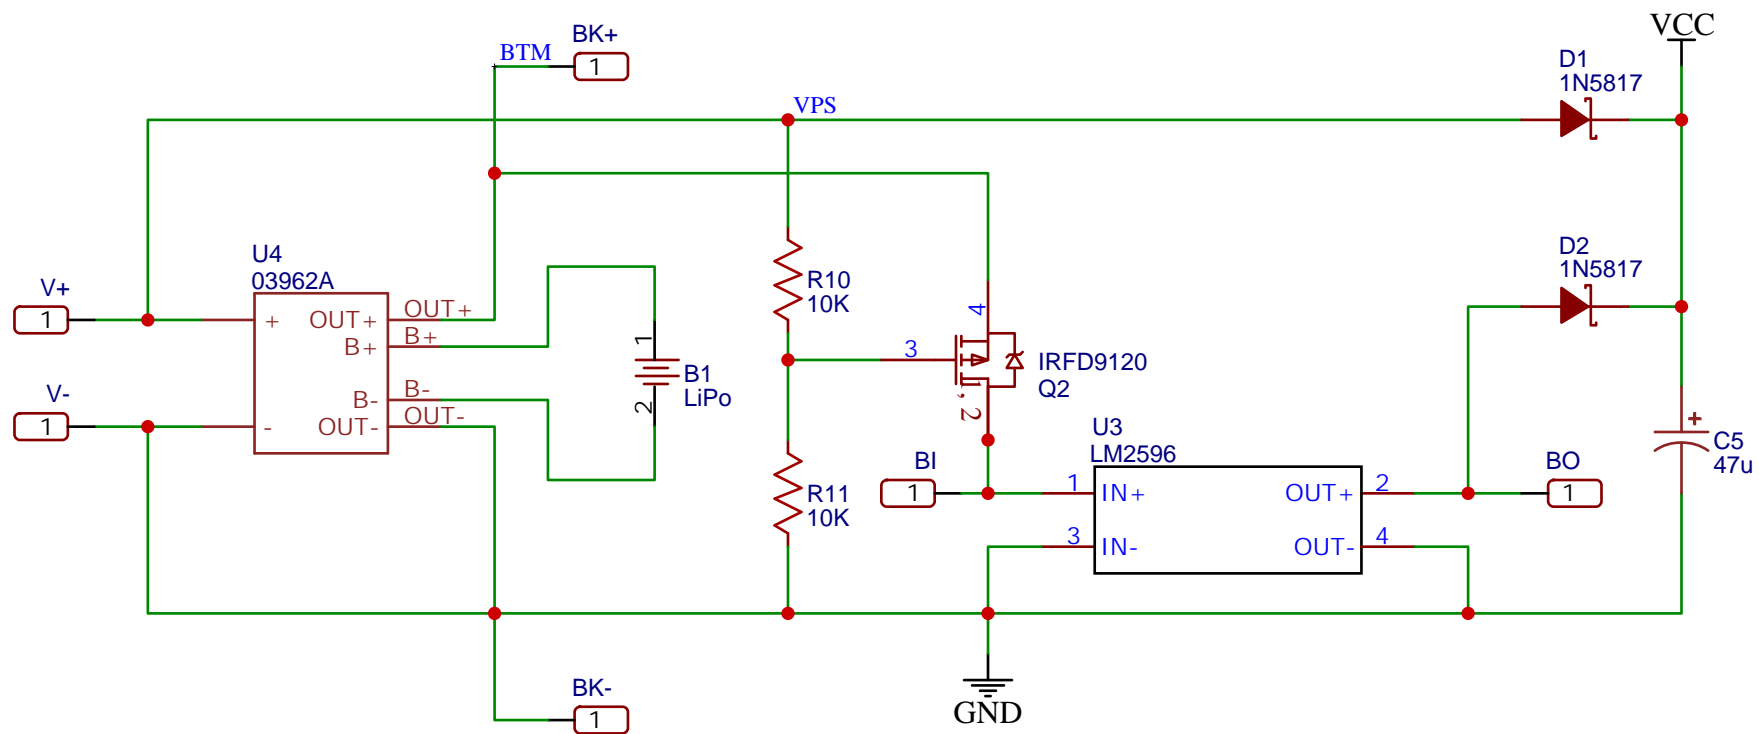 BK+
BTM
1
VCC
D1
1N5817
VPS
U4
03962A
V+
1
+
OUT+
OUT+
B+
B+
V-
1
-
B-
B-
OUT-
OUT-
1
2
B1
LiPo
R10
10K
R11
10K
4
3
1, 2
IRFD9120
Q2
D2
1N5817
BI
1
U3
LM2596
1
IN+
3
IN-
OUT+
2
OUT-
4
BO
1
+
C5
47u
BK-
1
GND